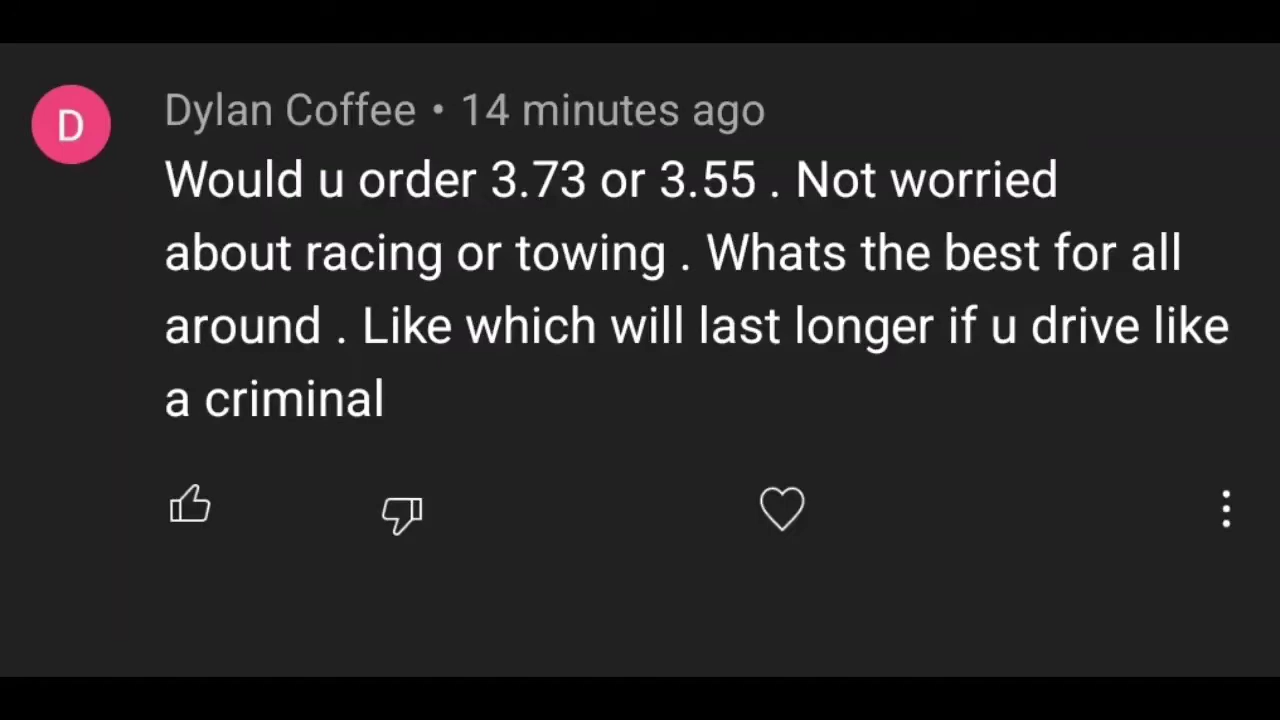 D
Dylan Coffee • 14 minutes ago
Would u order 3.73 or 3.55 . Not worried
about racing or towing . Whats the best for all
around . Like which will last longer if u drive like
a criminal